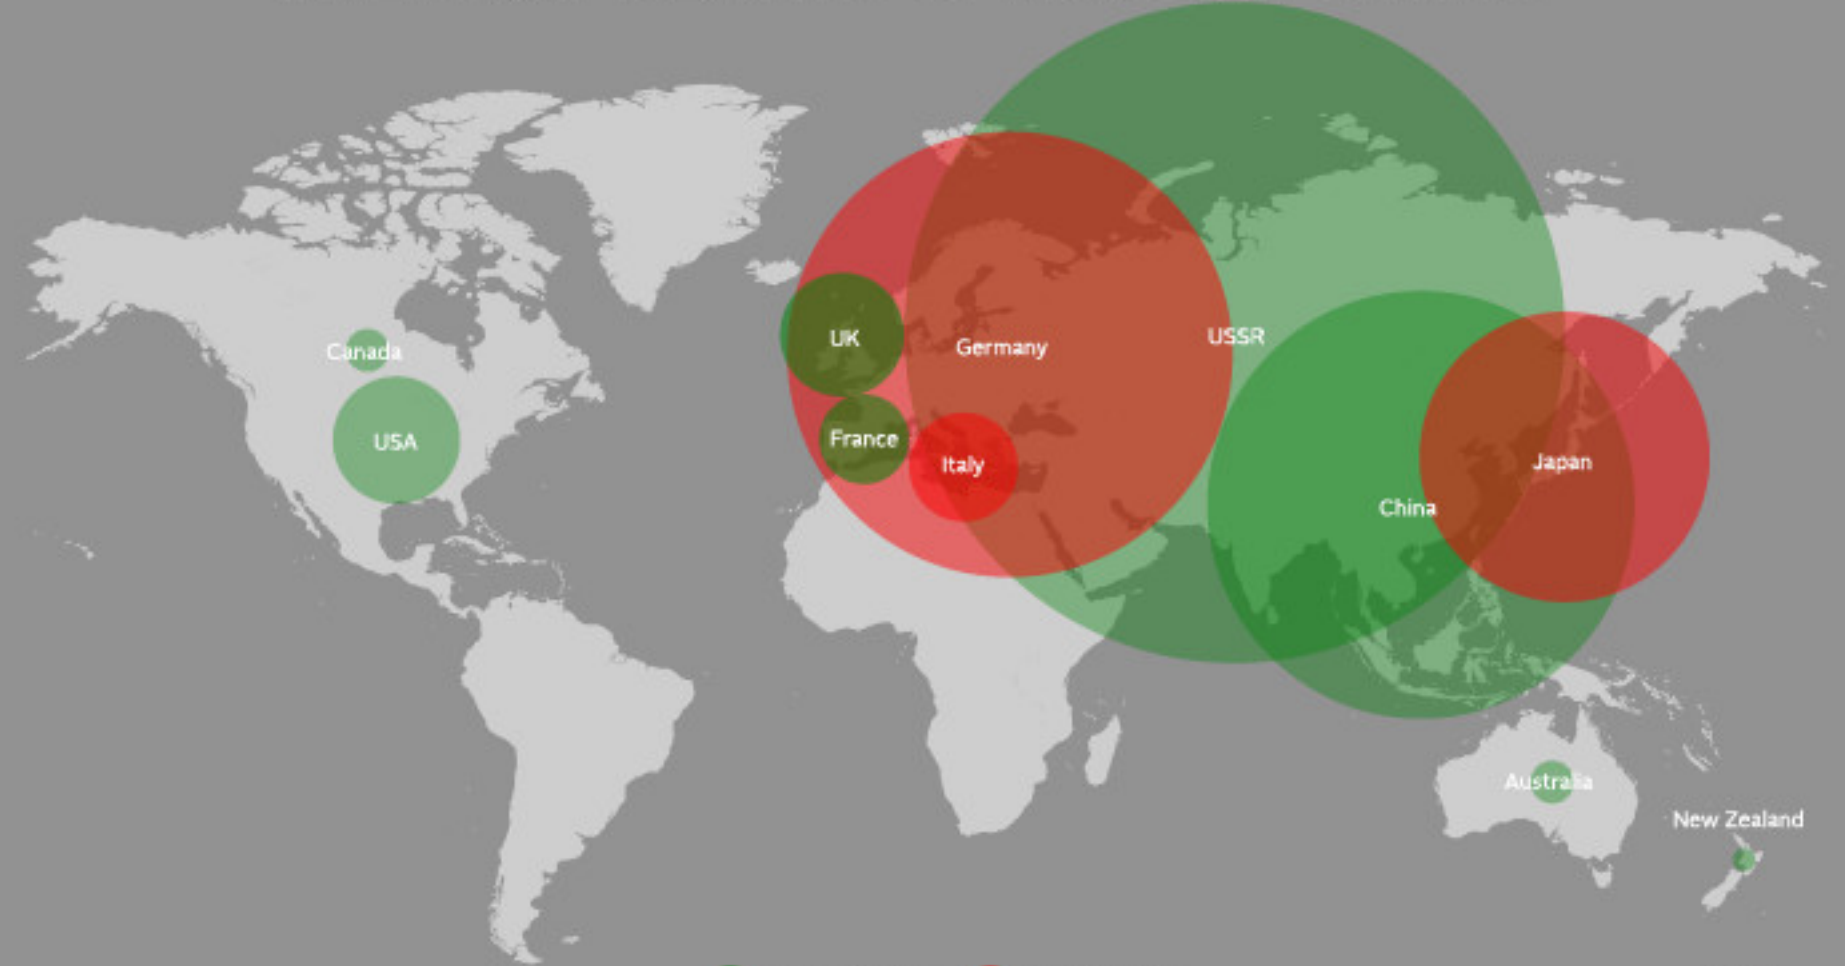 USSR
UK
Germany
Canada
France
USA
Italy
Japan
China
Australia
New Zealand